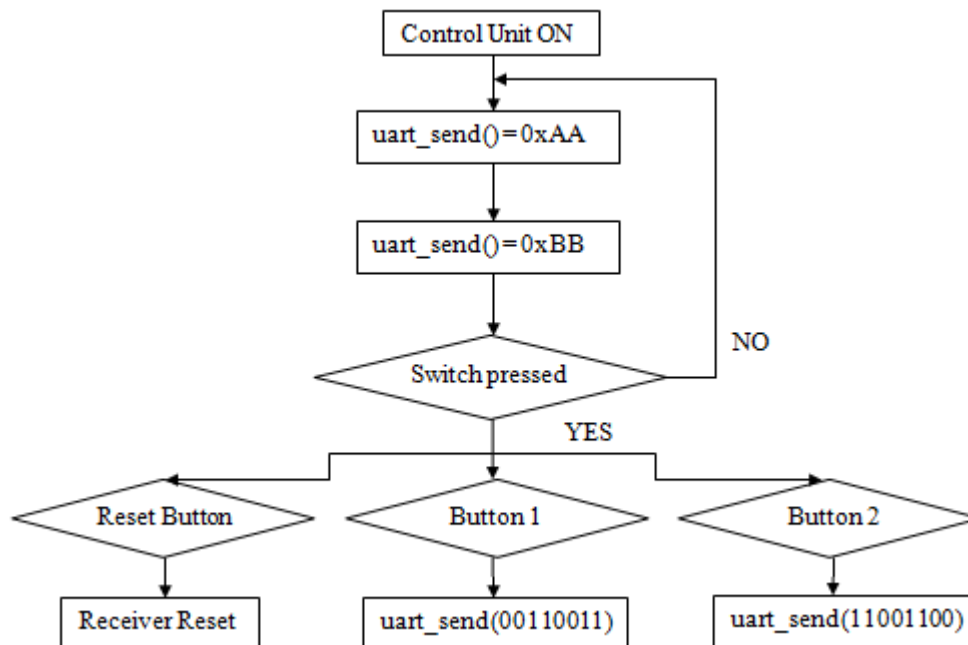 Control Unit ON
uart_send()=0xAA
uart_send()=0xBB
NO
Switch pressed
YES
Reset Button
Button 1
Button 2
Receiver Reset
uart_send(00110011)
uart_send(11001100)